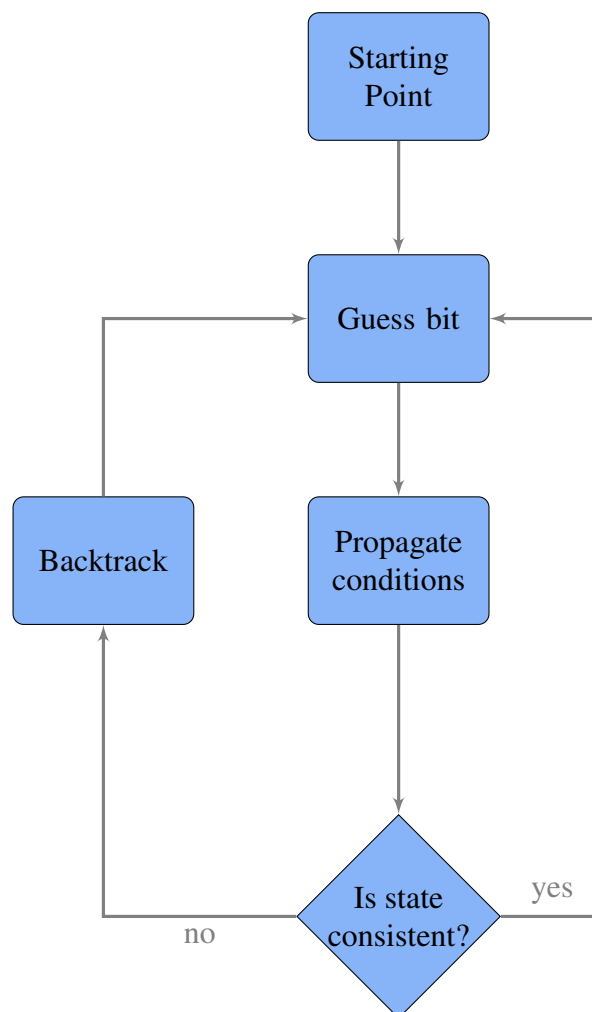 Starting
Point
Guess bit
Backtrack
Propagate
conditions
Is state
consistent?
yes
no